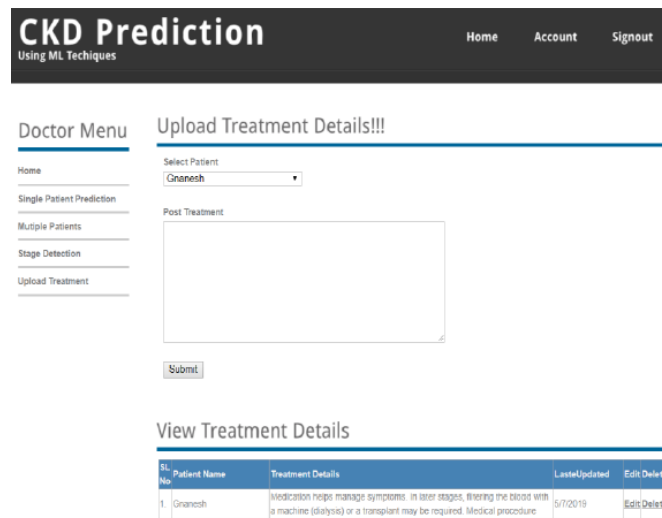 CKD Prediction
Using ML Techiques
Home Account Signout
Doctor Menu
Home
Single Patient Prediction
Mutiple Patients
Stage Detection
Upload Treatment
Upload Treatment Details!!!
Select Patient
Gnanesh
Post Treatment
Submit
View Treatment Details
SL No Patient Name Treatment Details LasteUpdated Edit Delet
1. Gnanesh Medication helps manage symptoms. In later stages, filtering the blood with 5/7/2019 Edit Delet
a machine (dialysis) or a transplant may be required. Medical procedure